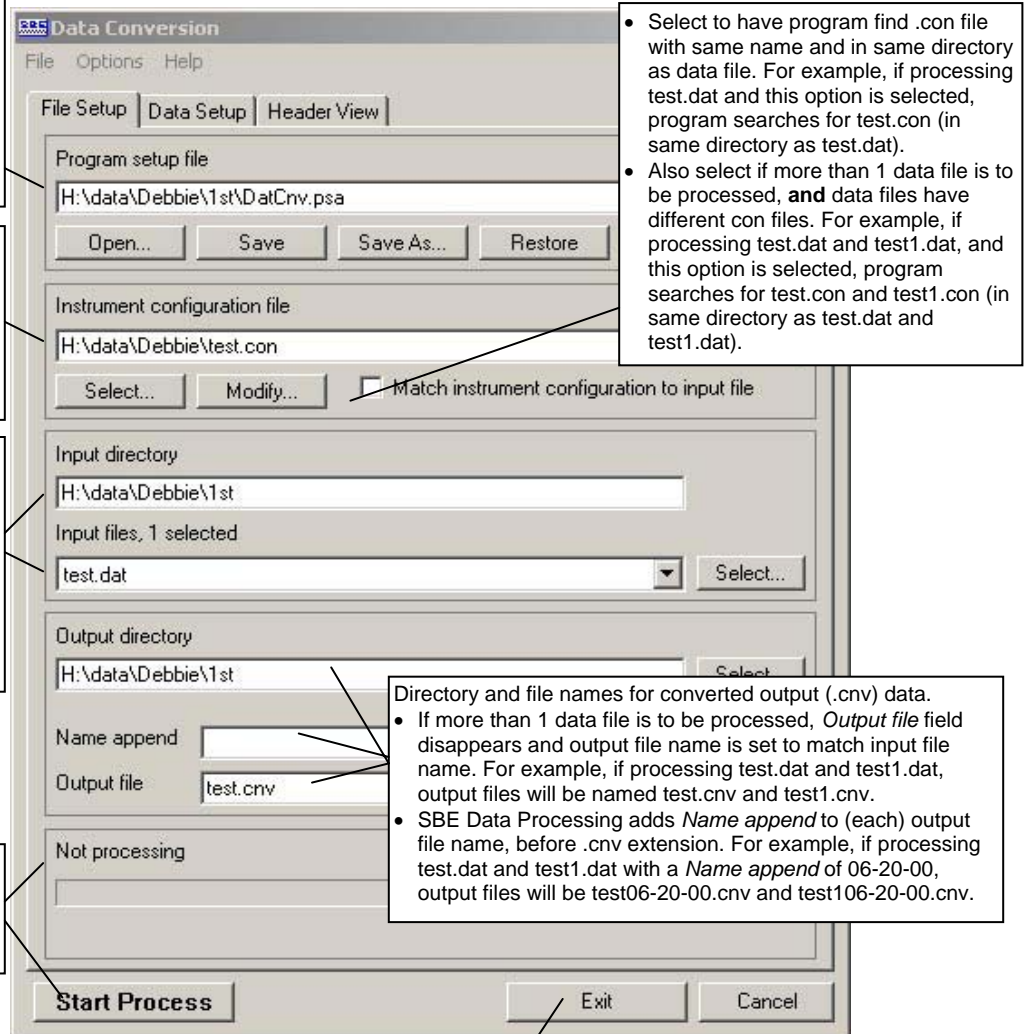 SBE Data Conversion
File Options Help
File Setup Data Setup Header View
Program setup file
H:\data\Debbie\1st\DatCnv.psa
Open... Save Save As... Restore
Instrument configuration file
H:\data\Debbie\test.con
Select... Modify... Match instrument configuration to input file
Input directory
H:\data\Debbie\1st
Input files, 1 selected
test.dat Select...
Output directory
H:\data\Debbie\1st Select...
Name append
Output file test.cnv
Not processing
Start Process Exit Cancel
• Select to have program find .con file
with same name and in same directory
as data file. For example, if processing
test.dat and this option is selected,
program searches for test.con (in
same directory as test.dat).
• Also select if more than 1 data file is to
be processed, and data files have
different con files. For example, if
processing test.dat and test1.dat, and
this option is selected, program
searches for test.con and test1.con (in
same directory as test.dat and
test1.dat).
Directory and file names for converted output (.cnv) data.
• If more than 1 data file is to be processed, Output file field
disappears and output file name is set to match input file
name. For example, if processing test.dat and test1.dat,
output files will be named test.cnv and test1.cnv.
• SBE Data Processing adds Name append to (each) output
file name, before .cnv extension. For example, if processing
test.dat and test1.dat with a Name append of 06-20-00,
output files will be test06-20-00.cnv and test106-20-00.cnv.